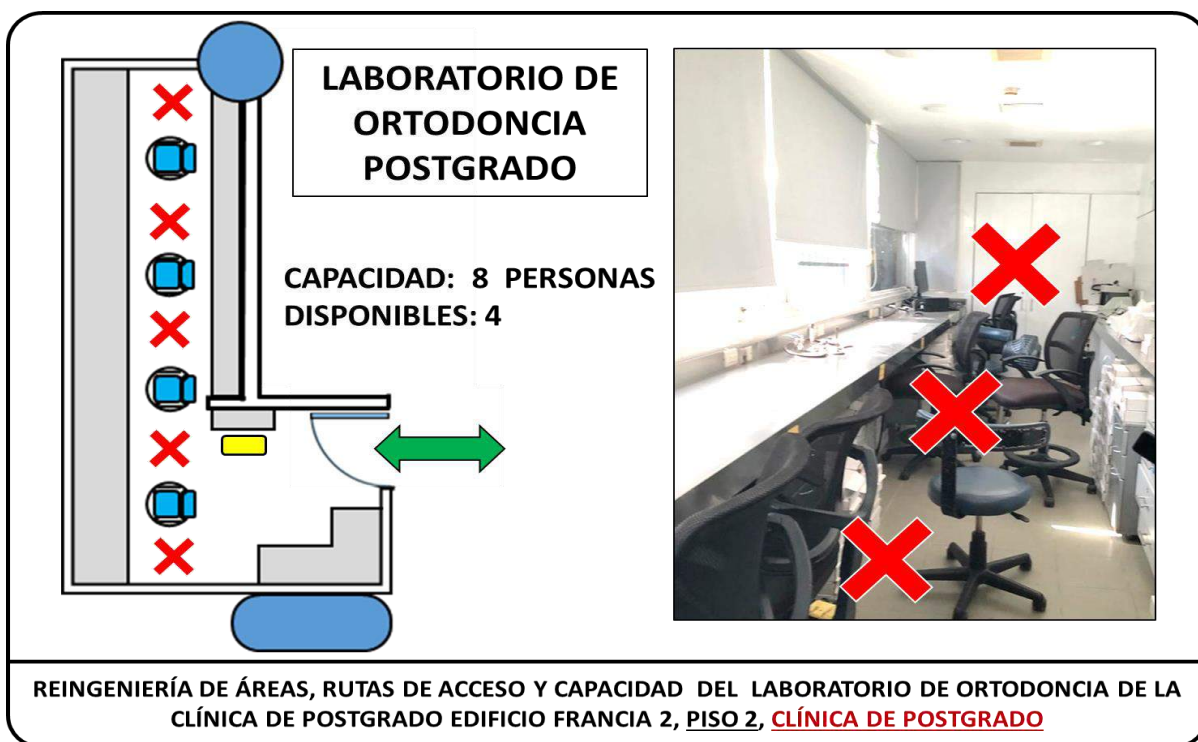 LABORATORIO DE
ORTODONCIA
POSTGRADO
CAPACIDAD: 8 PERSONAS
DISPONIBLES: 4
REINGENIERÍA DE ÁREAS, RUTAS DE ACCESO Y CAPACIDAD DEL LABORATORIO DE ORTODONCIA DE LA
CLÍNICA DE POSTGRADO EDIFICIO FRANCIA 2, PISO 2, CLÍNICA DE POSTGRADO